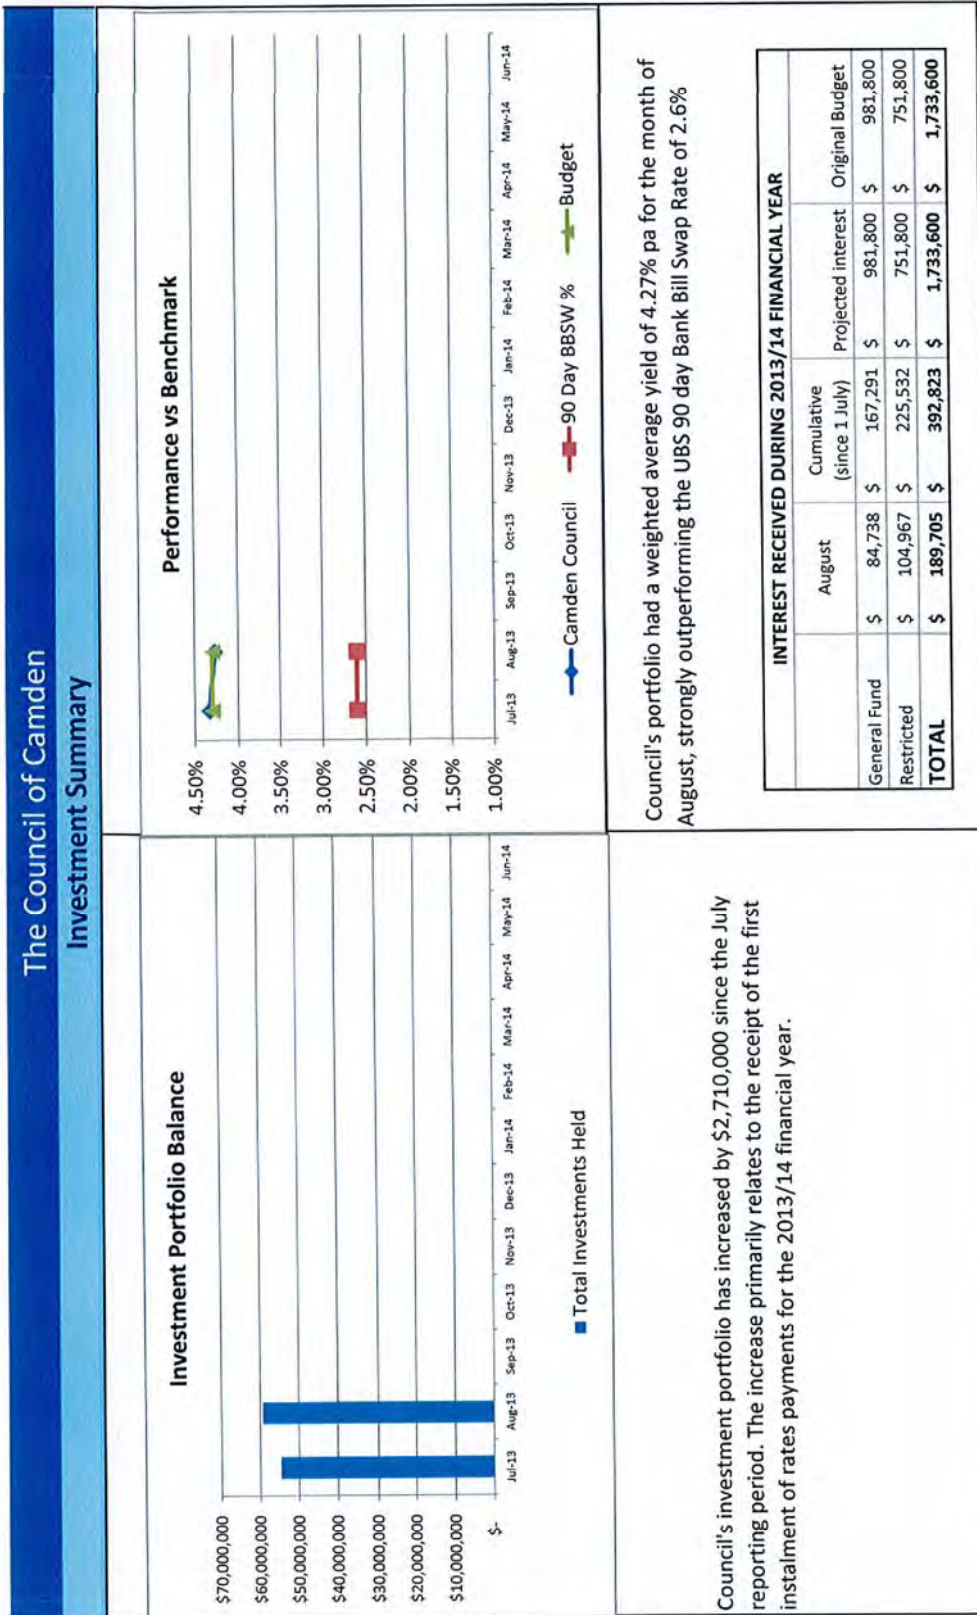 The Council of Camden
Investment Summary
Investment Portfolio Balance
$70,000,000
$60,000,000
$50,000,000
$40,000,000
$30,000,000
$20,000,000
$10,000,000
$-
Jul-13 Aug-13 Sep-13 Oct-13 Nov-13 Dec-13 Jan-14 Feb-14 Mar-14 Apr-14 May-14 Jun-14
Total Investments Held
Performance vs Benchmark
4.50%
4.00%
3.50%
3.00%
2.50%
2.00%
1.50%
1.00%
Jul-13 Aug-13 Sep-13 Oct-13 Nov-13 Dec-13 Jan-14 Feb-14 Mar-14 Apr-14 May-14 Jun-14
Camden Council 90 Day BBSW % Budget
Council's investment portfolio has increased by $2,710,000 since the July
reporting period. The increase primarily relates to the receipt of the first
instalment of rates payments for the 2013/14 financial year.
Council's portfolio had a weighted average yield of 4.27% pa for the month of
August, strongly outperforming the UBS 90 day Bank Bill Swap Rate of 2.6%
INTEREST RECEIVED DURING 2013/14 FINANCIAL YEAR
August Cumulative (since 1 July) Projected interest Original Budget
General Fund $ 84,738 $ 167,291 $ 981,800 $ 981,800
Restricted $ 104,967 $ 225,532 $ 751,800 $ 751,800
TOTAL $ 189,705 $ 392,823 $ 1,733,600 $ 1,733,600